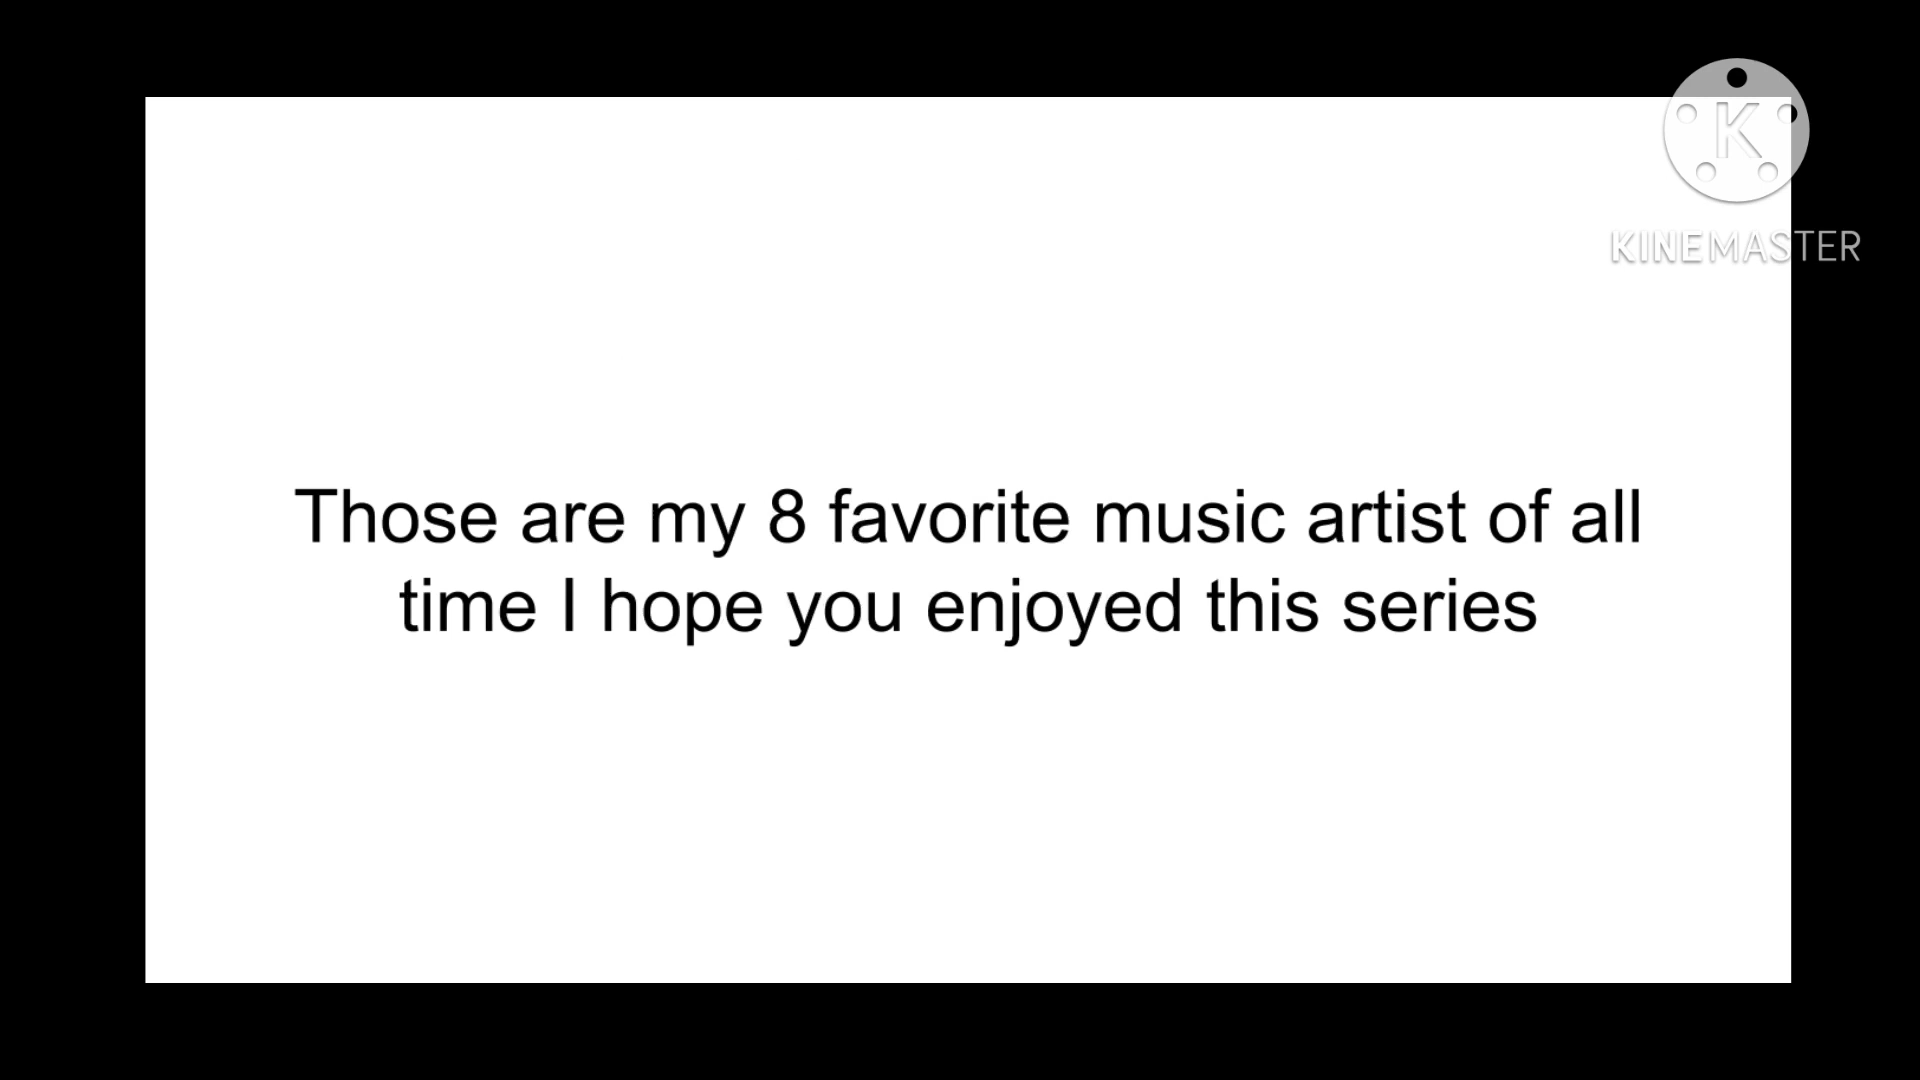 K
KINEMASTER
Those are my 8 favorite music artist of all
time I hope you enjoyed this series